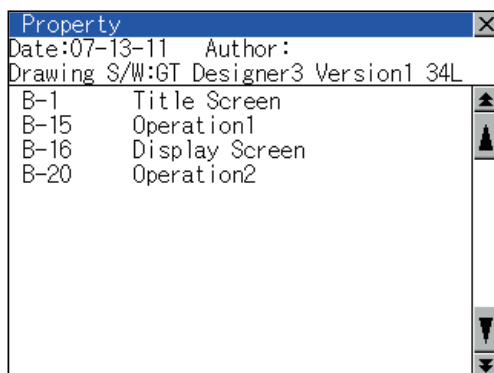 Property
Date:07-13-11 Author:
Drawing S/W:GT Designer3 Version1 34L
B-1 Title Screen
B-15 Operation1
B-16 Display Screen
B-20 Operation2